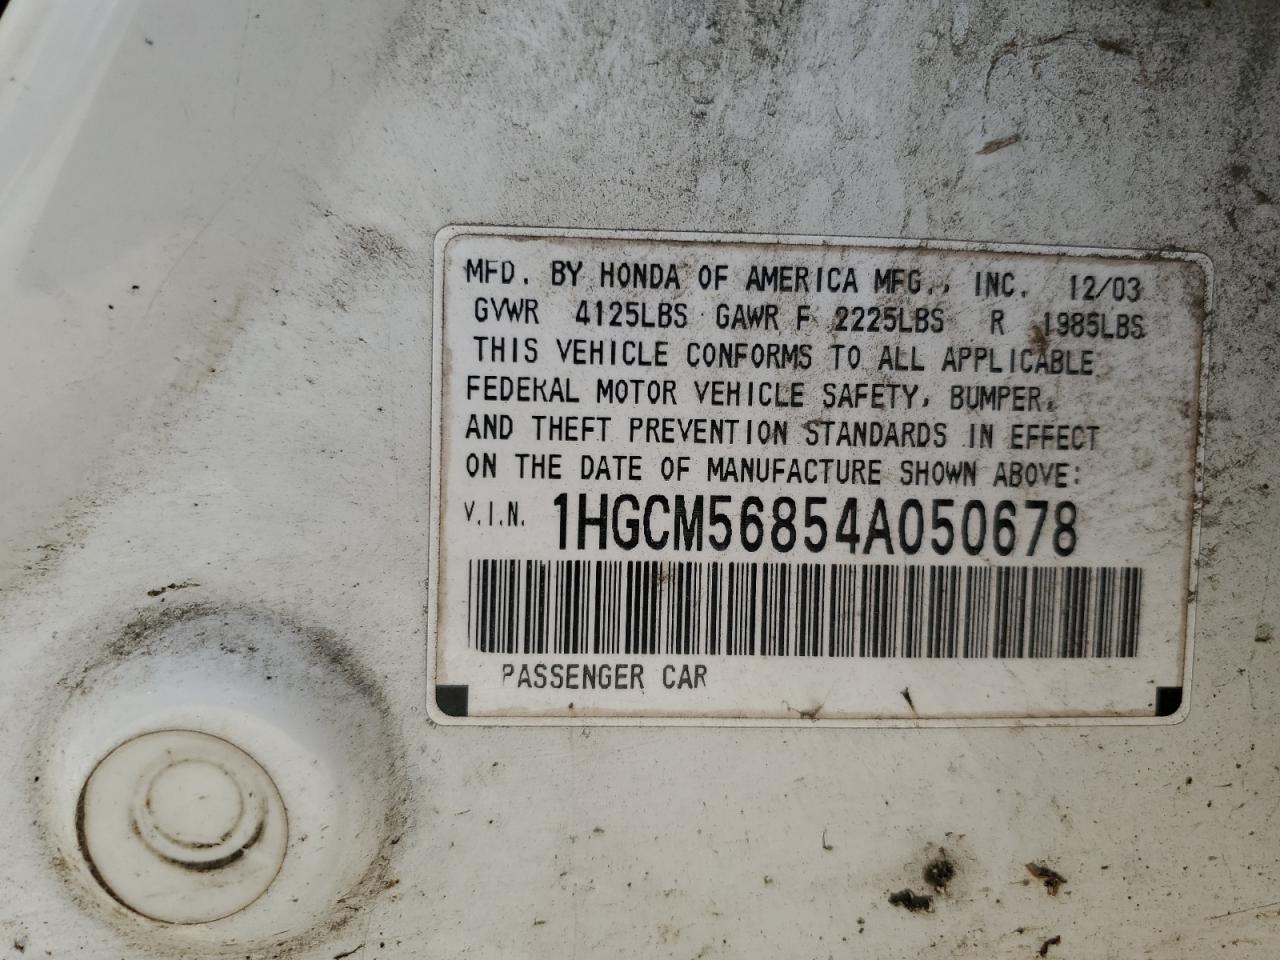 MFD. BY HONDA OF AMERICA MFG., INC. 12/03
GVWR 4125LBS GAWR F 2225LBS R 1985LBS
THIS VEHICLE CONFORMS TO ALL APPLICABLE
FEDERAL MOTOR VEHICLE SAFETY, BUMPER,
AND THEFT PREVENTION STANDARDS IN EFFECT
ON THE DATE OF MANUFACTURE SHOWN ABOVE:
V.I.N. 1HGCM56854A050678
PASSENGER CAR